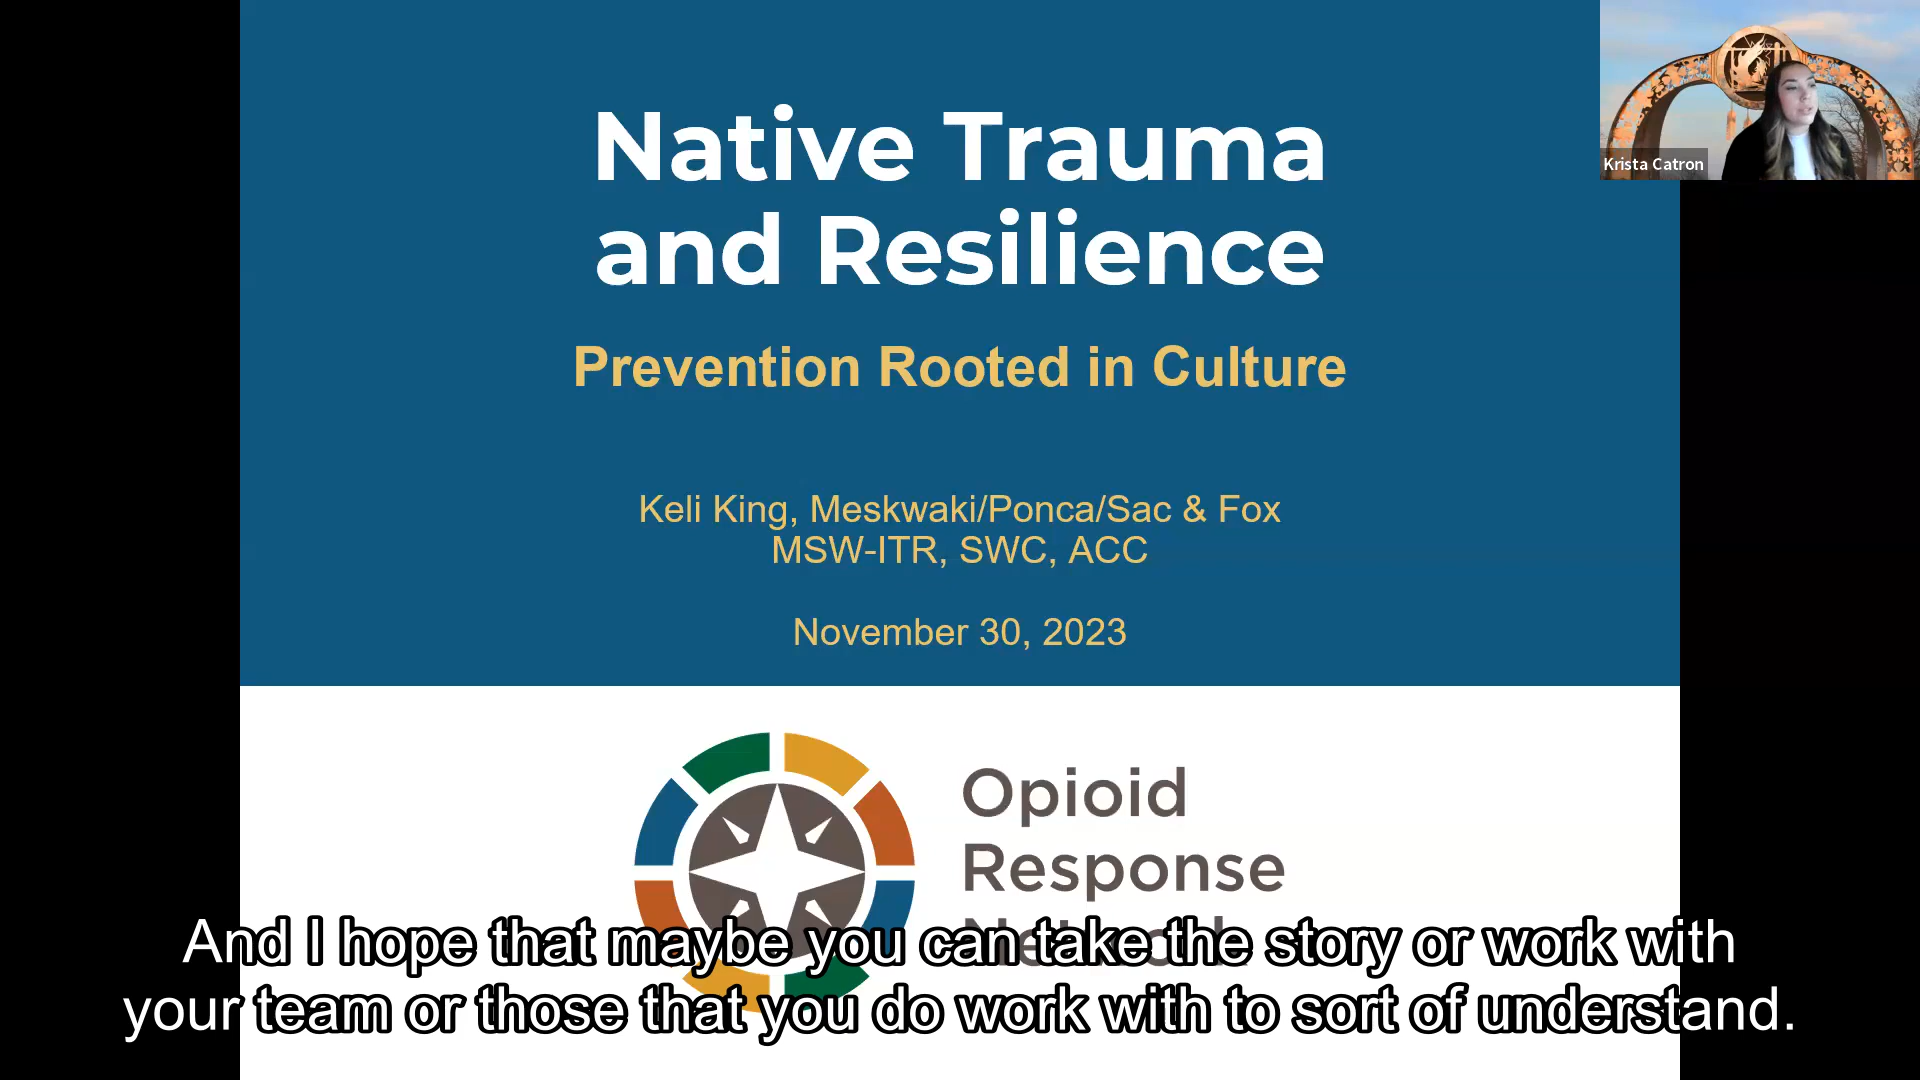 Native Trauma
and Resilience
Prevention Rooted in Culture
Keli King, Meskwaki/Ponca/Sac & Fox
MSW-ITR, SWC, ACC
November 30, 2023
Krista Catron
Opioid
Response
Network
And I hope that maybe you can take the story or work with
your team or those that you do work with to sort of understand.